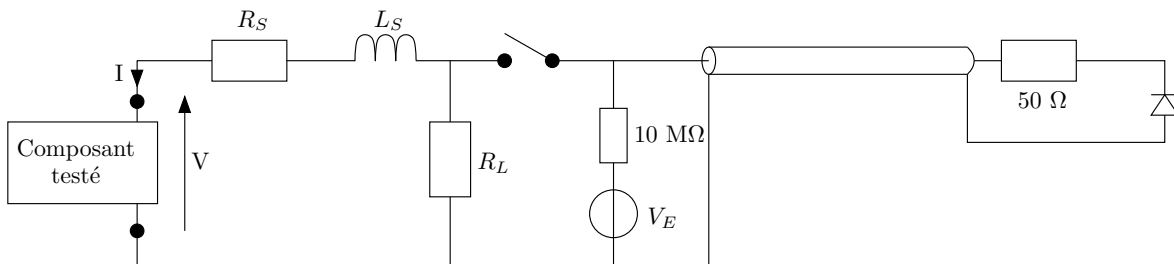 R_S
L_S
I
Composant
testé
V
R_L
10 MΩ
V_E
50 Ω